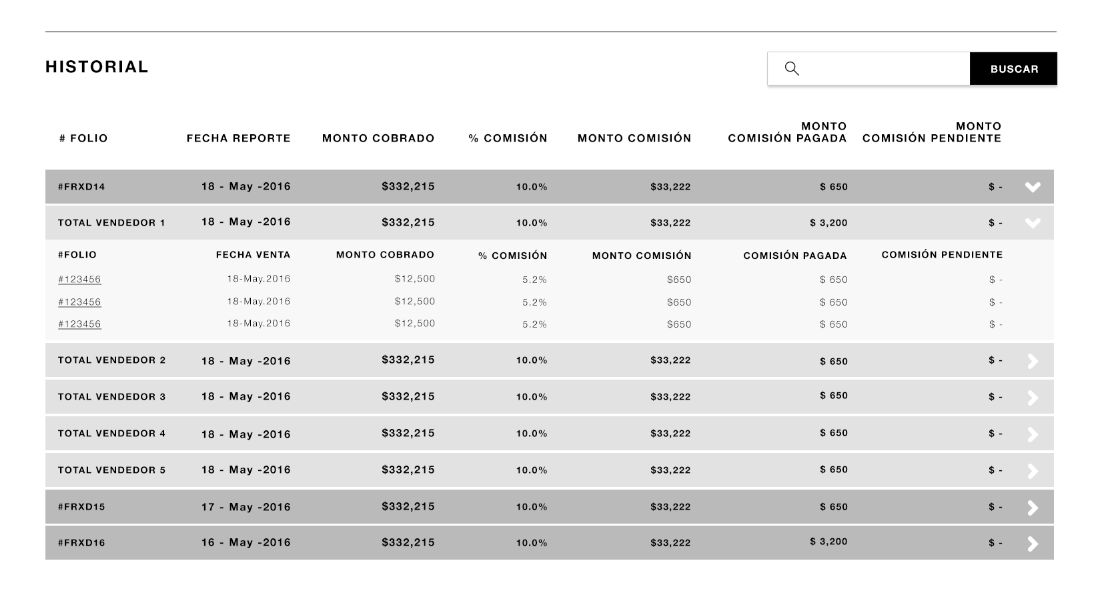 HISTORIAL
BUSCAR
# FOLIO FECHA REPORTE MONTO COBRADO % COMISIÓN MONTO COMISIÓN MONTO COMISIÓN PAGADA MONTO COMISIÓN PENDIENTE
#FRXD14 18 - May -2016 $332,215 10.0% $33,222 $ 650 $ -
TOTAL VENDEDOR 1 18 - May -2016 $332,215 10.0% $33,222 $ 3,200 $ -
#FOLIO FECHA VENTA MONTO COBRADO % COMISIÓN MONTO COMISIÓN COMISIÓN PAGADA COMISIÓN PENDIENTE
#123456 18-May.2016 $12,500 5.2% $650 $ 650 $ -
#123456 18-May.2016 $12,500 5.2% $650 $ 650 $ -
#123456 18-May.2016 $12,500 5.2% $650 $ 650 $ -
TOTAL VENDEDOR 2 18 - May -2016 $332,215 10.0% $33,222 $ 650 $ -
TOTAL VENDEDOR 3 18 - May -2016 $332,215 10.0% $33,222 $ 650 $ -
TOTAL VENDEDOR 4 18 - May -2016 $332,215 10.0% $33,222 $ 650 $ -
TOTAL VENDEDOR 5 18 - May -2016 $332,215 10.0% $33,222 $ 650 $ -
#FRXD15 17 - May -2016 $332,215 10.0% $33,222 $ 650 $ -
#FRXD16 16 - May -2016 $332,215 10.0% $33,222 $ 3,200 $ -